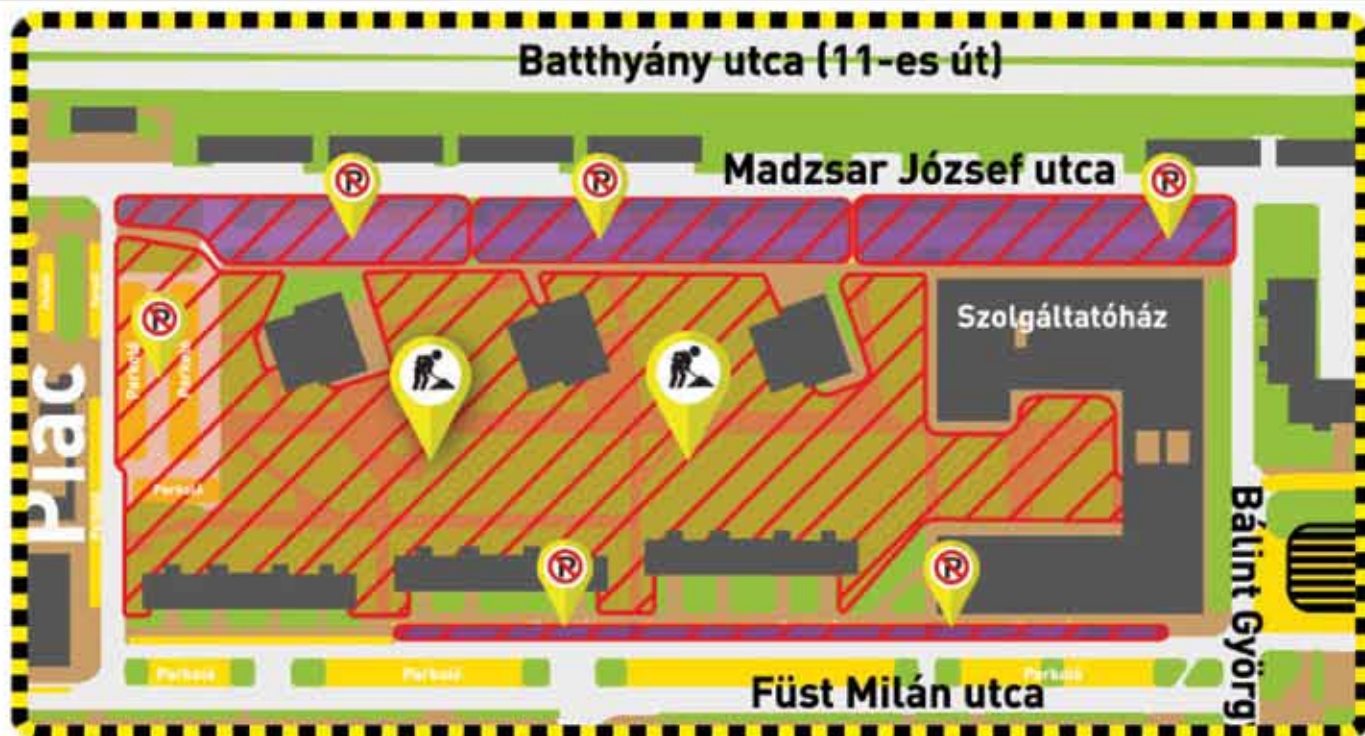 Batthyány utca (11-es út)
Madzsar József utca
Szolgáltatóház
Parkoló
Parkoló
Parkoló
Piac
Bálint György
Parkoló
Parkoló
Parkoló
Füst Milán utca